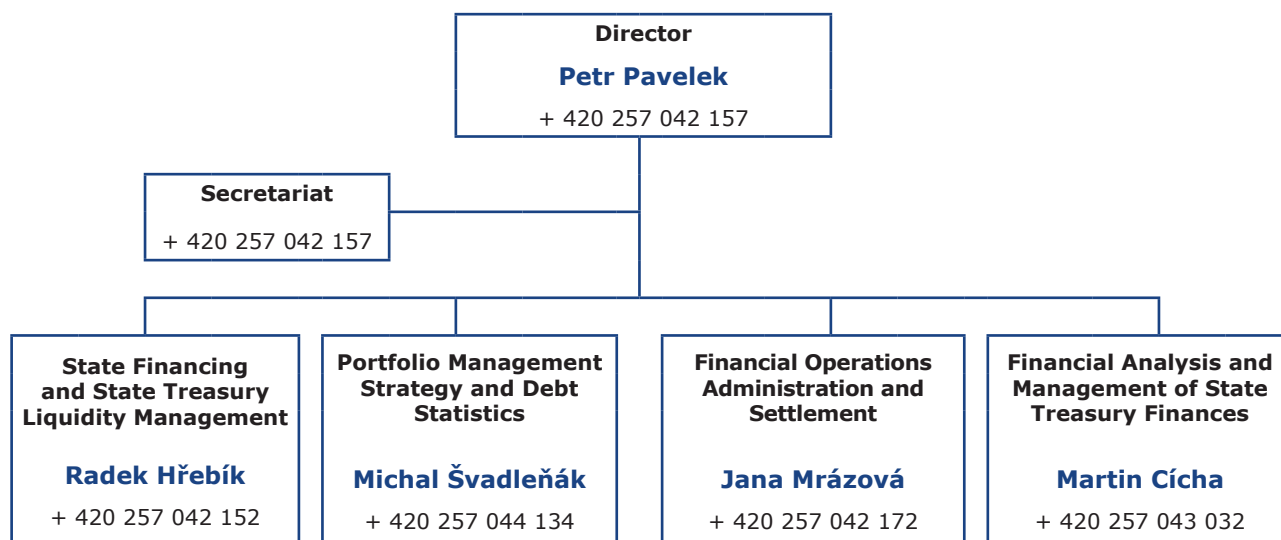 Director
Petr Pavelek
+ 420 257 042 157
Secretariat
+ 420 257 042 157
State Financing
and State Treasury
Liquidity Management
Radek Hřebík
+ 420 257 042 152
Portfolio Management
Strategy and Debt
Statistics
Michal Švadleňák
+ 420 257 044 134
Financial Operations
Administration and
Settlement
Jana Mrázová
+ 420 257 042 172
Financial Analysis and
Management of State
Treasury Finances
Martin Cícha
+ 420 257 043 032